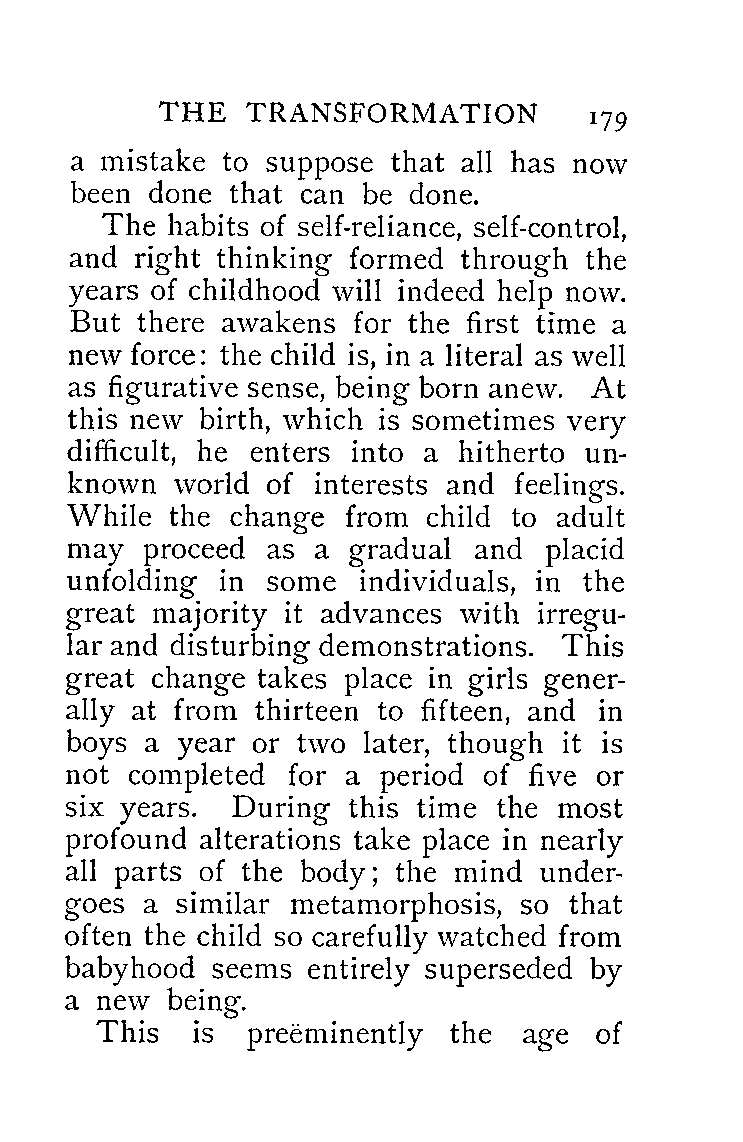 THE TRANSFORMATION 179
a mistake to suppose that all has now
been done that can be done.
The habits of self-reliance, self-control,
and right thinking formed through the
years of childhood will indeed help now.
But there awakens for the first time a
new force: the child is, in a literal as well
as figurative sense, being born anew. At
this new birth, which is sometimes very
difficult, he enters into a hitherto un-
known world of interests and feelings.
While the change from child to adult
may proceed as a gradual and placid
unfolding in some individuals, in the
great majority it advances with irregu-
lar and disturbing demonstrations. This
great change takes place in girls gener-
ally at from thirteen to fifteen, and in
boys a year or two later, though it is
not completed for a period of five or
six years. During this time the most
profound alterations take place in nearly
all parts of the body; the mind under-
goes a similar metamorphosis, so that
often the child so carefully watched from
babyhood seems entirely superseded by
a new being.
This is preëminently the age of